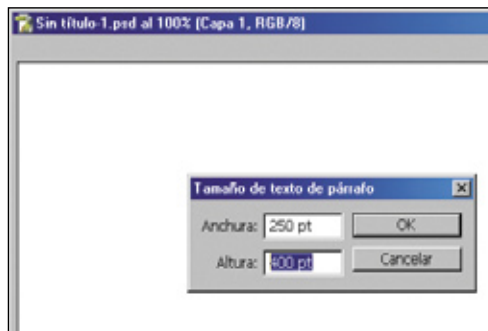 Sin título-1.psd al 100% (Capa 1, RGB/8)
Tamaño de texto de párrafo
Anchura: 250 pt OK
Altura: 400 pt Cancelar